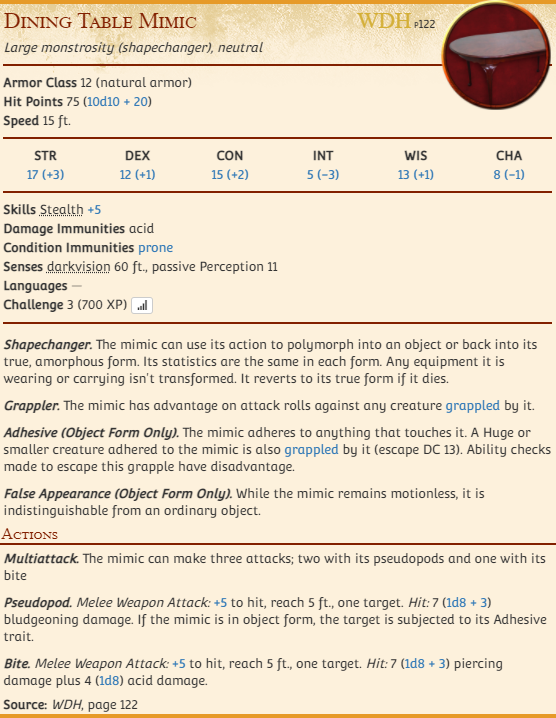 Dining Table Mimic WDH p122
Large monstrosity (shapechanger), neutral
Armor Class 12 (natural armor)
Hit Points 75 (10d10 + 20)
Speed 15 ft.
STR DEX CON INT WIS CHA
17 (+3) 12 (+1) 15 (+2) 5 (−3) 13 (+1) 8 (−1)
Skills Stealth +5
Damage Immunities acid
Condition Immunities prone
Senses darkvision 60 ft., passive Perception 11
Languages —
Challenge 3 (700 XP)
Shapechanger. The mimic can use its action to polymorph into an object or back into its
true, amorphous form. Its statistics are the same in each form. Any equipment it is
wearing or carrying isn't transformed. It reverts to its true form if it dies.
Grappler. The mimic has advantage on attack rolls against any creature grappled by it.
Adhesive (Object Form Only). The mimic adheres to anything that touches it. A Huge or
smaller creature adhered to the mimic is also grappled by it (escape DC 13). Ability checks
made to escape this grapple have disadvantage.
False Appearance (Object Form Only). While the mimic remains motionless, it is
indistinguishable from an ordinary object.
Actions
Multiattack. The mimic can make three attacks; two with its pseudopods and one with its
bite
Pseudopod. Melee Weapon Attack: +5 to hit, reach 5 ft., one target. Hit: 7 (1d8 + 3)
bludgeoning damage. If the mimic is in object form, the target is subjected to its Adhesive
trait.
Bite. Melee Weapon Attack: +5 to hit, reach 5 ft., one target. Hit: 7 (1d8 + 3) piercing
damage plus 4 (1d8) acid damage.
Source: WDH, page 122